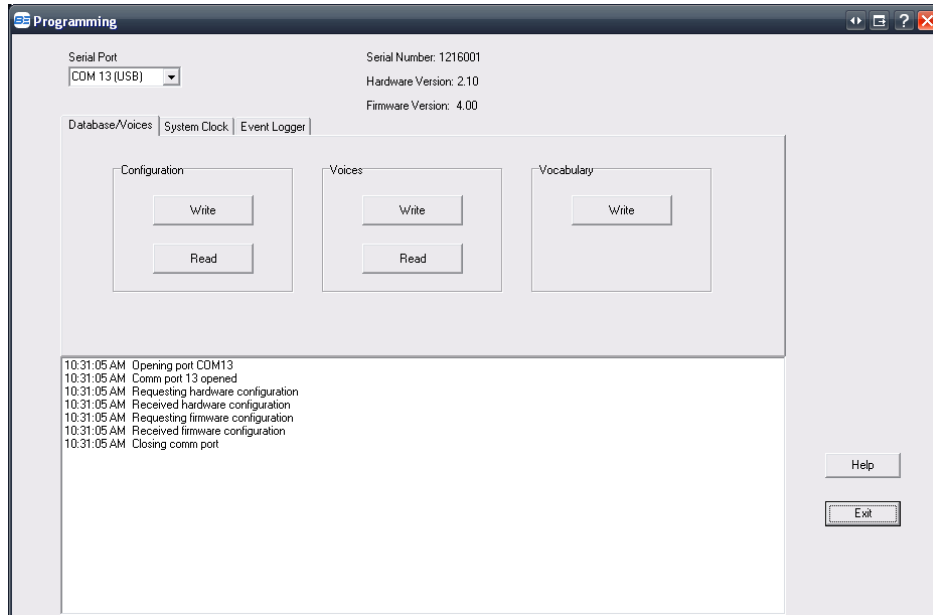 Programming
Serial Port
COM 13 (USB)
Serial Number: 1216001
Hardware Version: 2.10
Firmware Version: 4.00
Database/Voices System Clock Event Logger
Configuration Voices Vocabulary
Write Write Write
Read Read
10:31:05 AM Opening port COM13
10:31:05 AM Comm port 13 opened
10:31:05 AM Requesting hardware configuration
10:31:05 AM Received hardware configuration
10:31:05 AM Requesting firmware configuration
10:31:05 AM Received firmware configuration
10:31:05 AM Closing comm port
Help
Exit